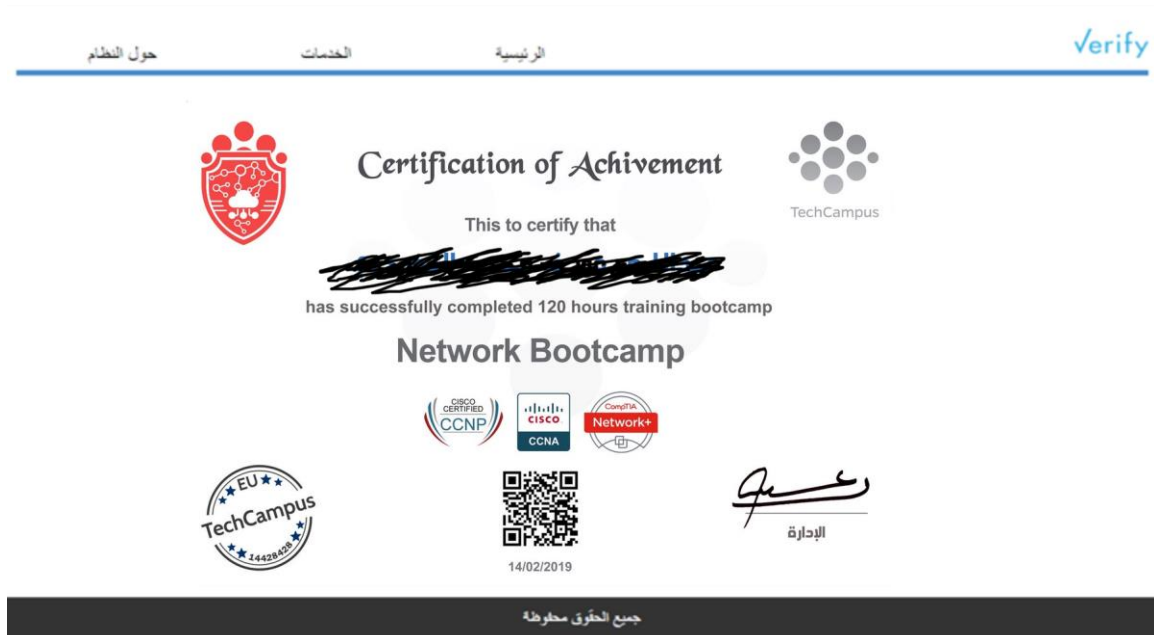 √erify
الرئيسية
الخدمات
حول النظام
Certification of Achivement
TechCampus
This to certify that
has successfully completed 120 hours training bootcamp
Network Bootcamp
CISCO
CERTIFIED
CCNP
CISCO
CCNA
CompTIA
Network+
EU
TechCampus
14428428
14/02/2019
الإدارة
جميع الحقوق محفوظة